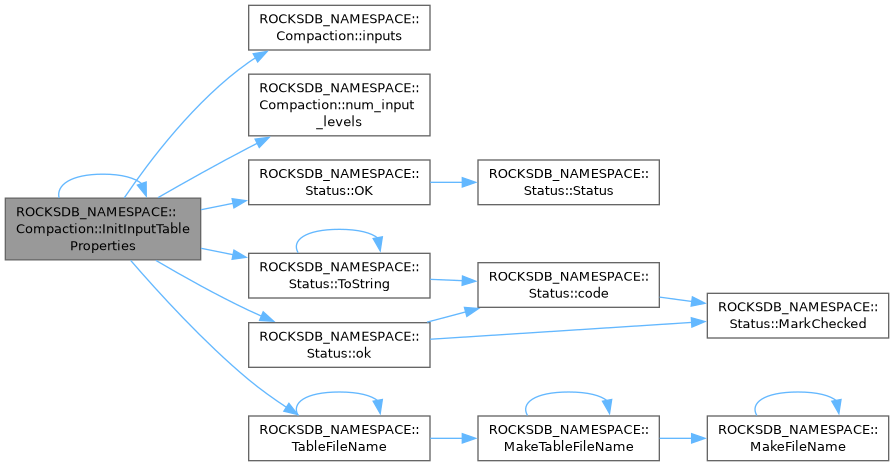 ROCKSDB_NAMESPACE::
Compaction::InitInputTable
Properties
ROCKSDB_NAMESPACE::
Compaction::inputs
ROCKSDB_NAMESPACE::
Compaction::num_input
_levels
ROCKSDB_NAMESPACE::
Status::OK
ROCKSDB_NAMESPACE::
Status::Status
ROCKSDB_NAMESPACE::
Status::ToString
ROCKSDB_NAMESPACE::
Status::code
ROCKSDB_NAMESPACE::
Status::MarkChecked
ROCKSDB_NAMESPACE::
Status::ok
ROCKSDB_NAMESPACE::
TableFileName
ROCKSDB_NAMESPACE::
MakeTableFileName
ROCKSDB_NAMESPACE::
MakeFileName